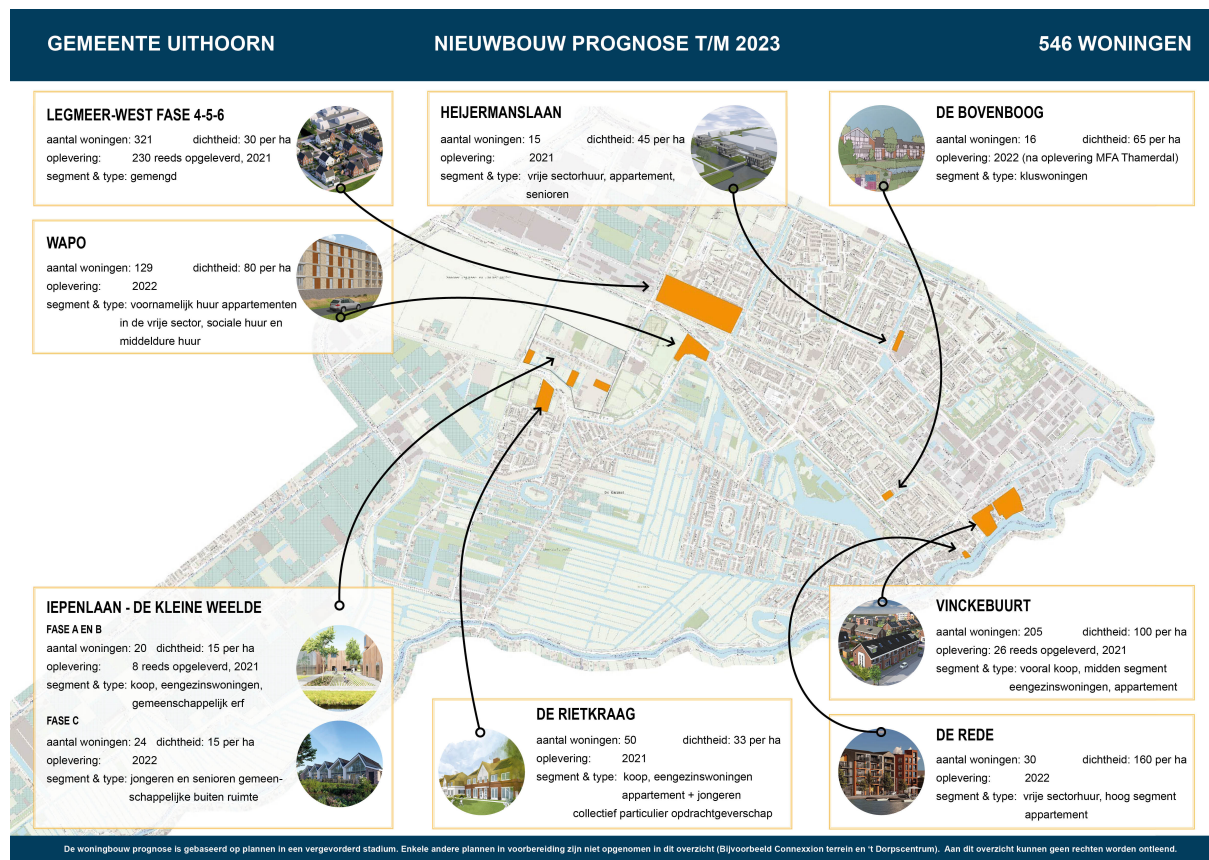 GEMEENTE UITHOORN
NIEUWBOUW PROGNOSE T/M 2023
546 WONINGEN
LEGMEER-WEST FASE 4-5-6
aantal woningen: 321 dichtheid: 30 per ha
oplevering: 230 reeds opgeleverd, 2021
segment & type: gemengd
HEIJERMANSLAAN
aantal woningen: 15 dichtheid: 45 per ha
oplevering: 2021
segment & type: vrije sectorhuur, appartement,
senioren
DE BOVENBOOG
aantal woningen: 16 dichtheid: 65 per ha
oplevering: 2022 (na oplevering MFA Thamerdal)
segment & type: kluswoningen
WAPO
aantal woningen: 129 dichtheid: 80 per ha
oplevering: 2022
segment & type: voornamelijk huur appartementen
in de vrije sector, sociale huur en
middeldure huur
IEPENLAAN - DE KLEINE WEELDE
FASE A EN B
aantal woningen: 20 dichtheid: 15 per ha
oplevering: 8 reeds opgeleverd, 2021
segment & type: koop, eengezinswoningen,
gemeenschappelijk erf
FASE C
aantal woningen: 24 dichtheid: 15 per ha
oplevering: 2022
segment & type: jongeren en senioren gemeen-
schappelijke buiten ruimte
DE RIETKRAAG
aantal woningen: 50 dichtheid: 33 per ha
oplevering: 2021
segment & type: koop, eengezinswoningen
appartement + jongeren
collectief particulier opdrachtgeverschap
VINCKEBUURT
aantal woningen: 205 dichtheid: 100 per ha
oplevering: 26 reeds opgeleverd, 2021
segment & type: vooral koop, midden segment
eengezinswoningen, appartement
DE REDE
aantal woningen: 30 dichtheid: 160 per ha
oplevering: 2022
segment & type: vrije sectorhuur, hoog segment
appartement
De woningbouw prognose is gebaseerd op plannen in een vergevorderd stadium. Enkele andere plannen in voorbereiding zijn niet opgenomen in dit overzicht (Bijvoorbeeld Connexxion terrein en 't Dorpscentrum). Aan dit overzicht kunnen geen rechten worden ontleend.